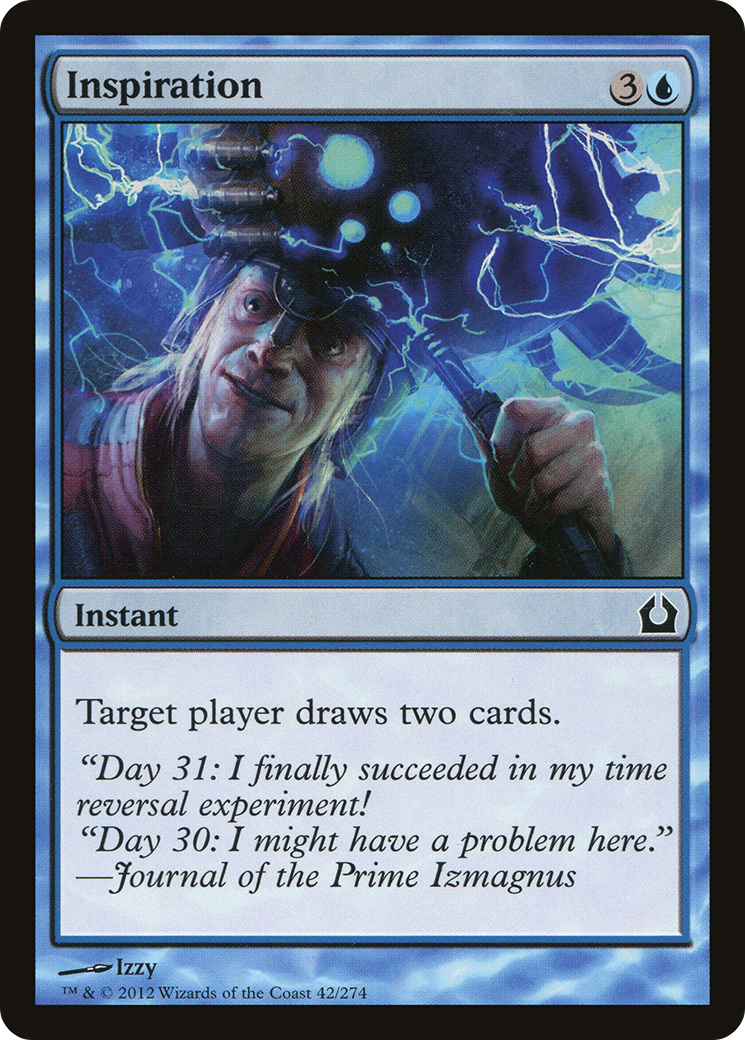 Inspiration 3
Instant
Target player draws two cards.
“Day 31: I finally succeeded in my time
reversal experiment!
“Day 30: I might have a problem here.”
—Journal of the Prime Izmagnus
Izzy
™ & © 2012 Wizards of the Coast 42/274